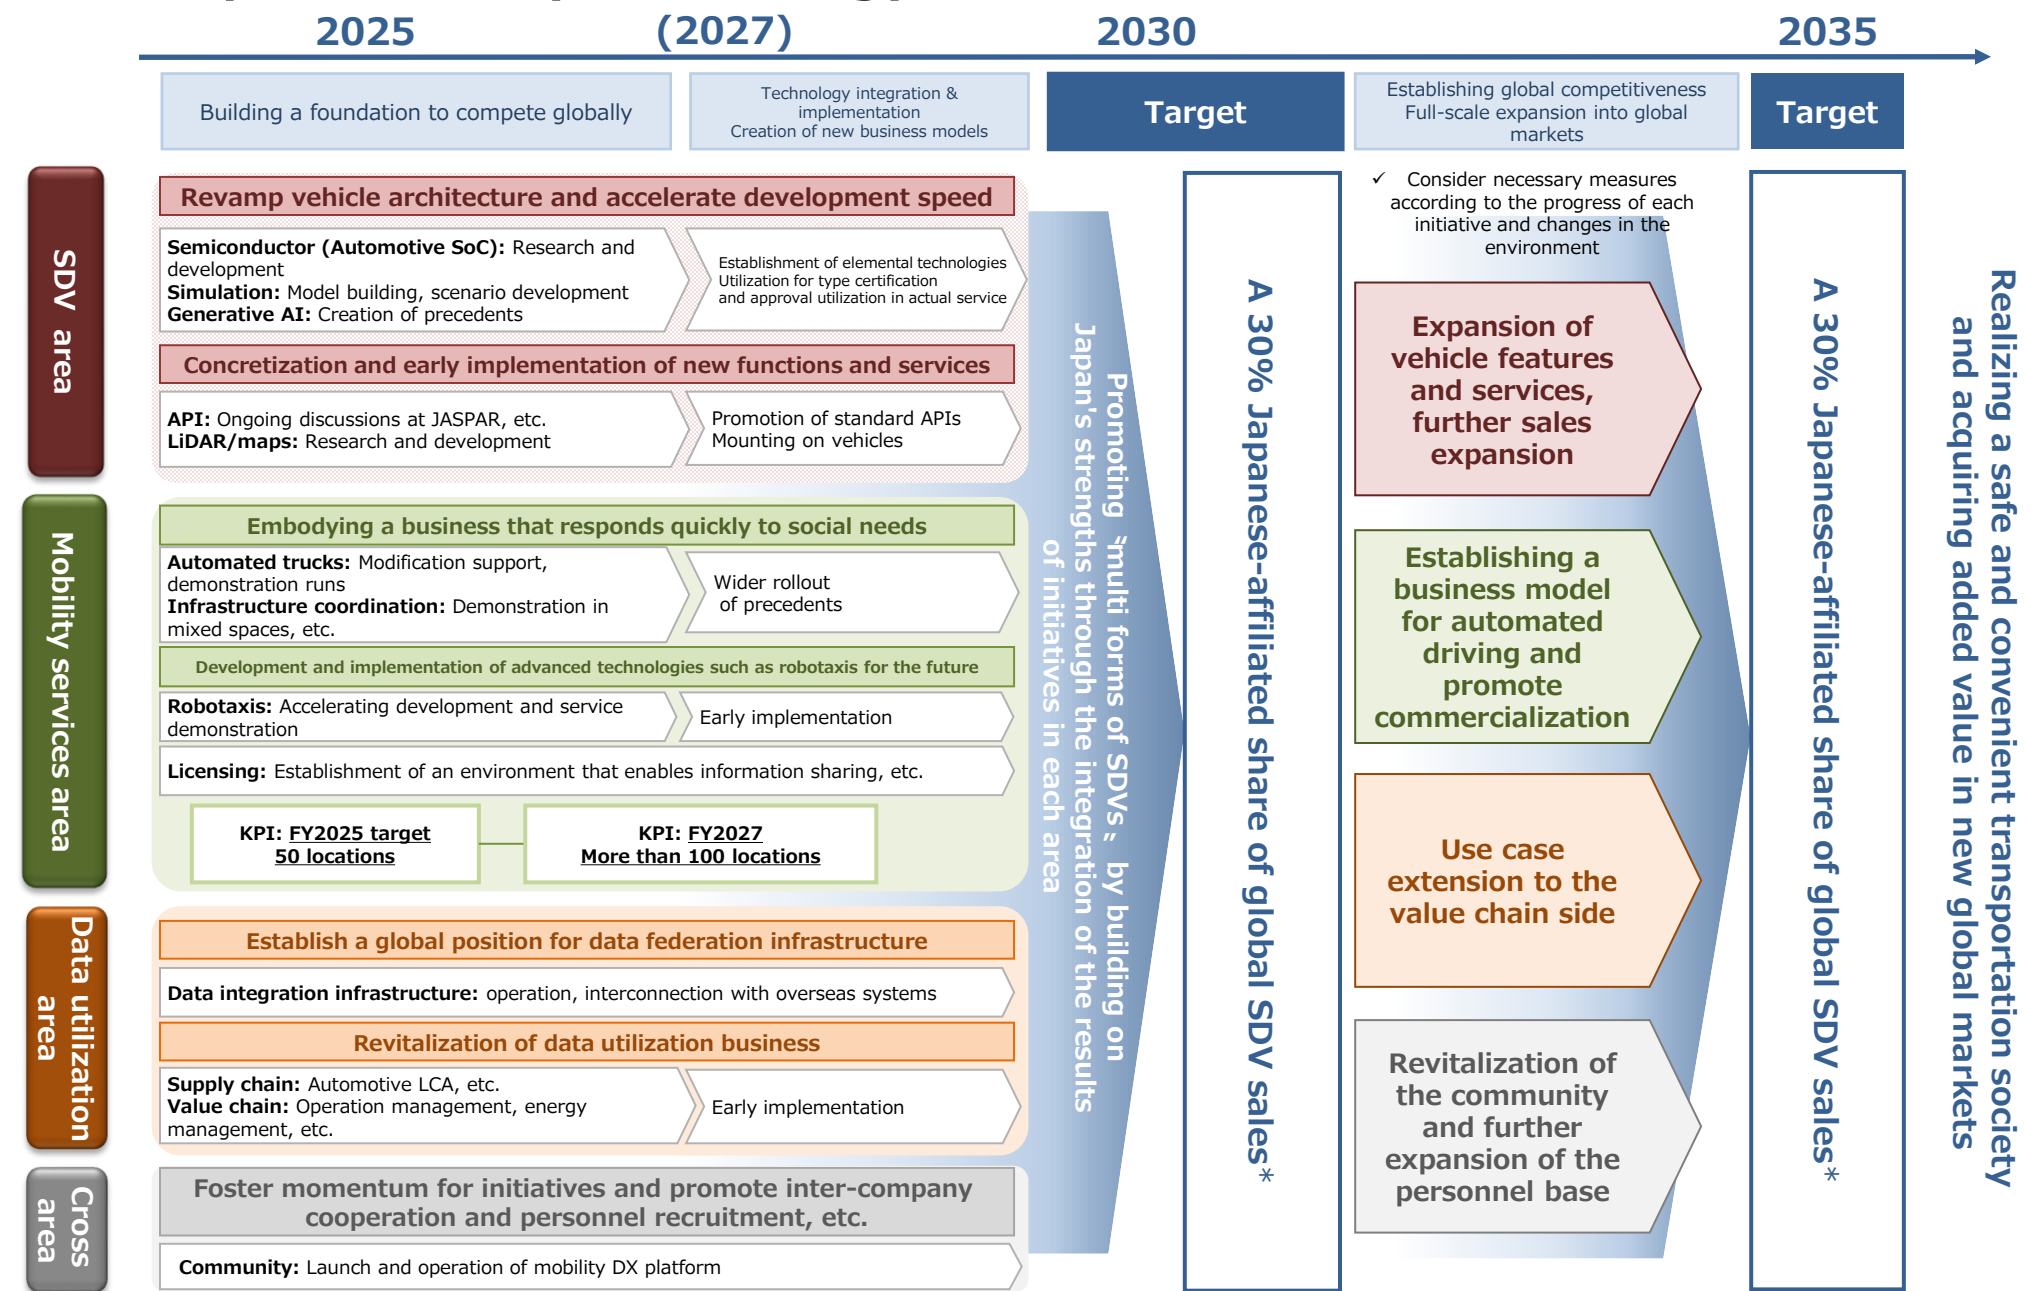 2025
(2027)
2030
2035
Building a foundation to compete globally
Technology integration &
implementation
Creation of new business models
Target
Establishing global competitiveness
Full-scale expansion into global
markets
Target
SDV area
Revamp vehicle architecture and accelerate development speed
Semiconductor (Automotive SoC): Research and
development
Simulation: Model building, scenario development
Generative AI: Creation of precedents
Establishment of elemental technologies
Utilization for type certification
and approval utilization in actual service
Concretization and early implementation of new functions and services
API: Ongoing discussions at JASPAR, etc.
LiDAR/maps: Research and development
Promotion of standard APIs
Mounting on vehicles
Mobility services area
Embodying a business that responds quickly to social needs
Automated trucks: Modification support,
demonstration runs
Infrastructure coordination: Demonstration in
mixed spaces, etc.
Wider rollout
of precedents
Development and implementation of advanced technologies such as robotaxis for the future
Robotaxis: Accelerating development and service
demonstration
Early implementation
Licensing: Establishment of an environment that enables information sharing, etc.
KPI: FY2025 target
50 locations
KPI: FY2027
More than 100 locations
Data utilization
area
Establish a global position for data federation infrastructure
Data integration infrastructure: operation, interconnection with overseas systems
Revitalization of data utilization business
Supply chain: Automotive LCA, etc.
Value chain: Operation management, energy
management, etc.
Early implementation
Cross
area
Foster momentum for initiatives and promote inter-company
cooperation and personnel recruitment, etc.
Community: Launch and operation of mobility DX platform
Promoting〝multi forms of SDVs〟by building on
Japan's strengths through the integration of the results
of initiatives in each area
A 30% Japanese-affiliated share of global SDV sales*
✓ Consider necessary measures
according to the progress of each
initiative and changes in the
environment
Expansion of
vehicle features
and services,
further sales
expansion
Establishing a
business model
for automated
driving and
promote
commercialization
Use case
extension to the
value chain side
Revitalization of
the community
and further
expansion of the
personnel base
A 30% Japanese-affiliated share of global SDV sales*
Realizing a safe and convenient transportation society
and acquiring added value in new global markets